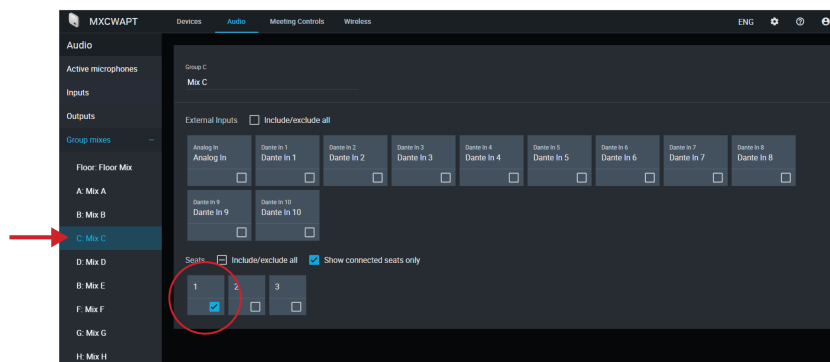 MXCWAPT
Devices Audio Meeting Controls Wireless
ENG
Audio
Active microphones
Inputs
Outputs
Group mixes
Floor: Floor Mix
A: Mix A
B: Mix B
C: Mix C
D: Mix D
B: Mix E
F: Mix F
G: Mix G
H: Mix H
Group C
Mix C
External Inputs Include/exclude all
Analog In Dante In 1 Dante In 2 Dante In 3 Dante In 4 Dante In 5 Dante In 6 Dante In 7 Dante In 8
Analog In Dante In 1 Dante In 2 Dante In 3 Dante In 4 Dante In 5 Dante In 6 Dante In 7 Dante In 8
Dante In 9 Dante In 10
Dante In 9 Dante In 10
Seats Include/exclude all Show connected seats only
1 2 3